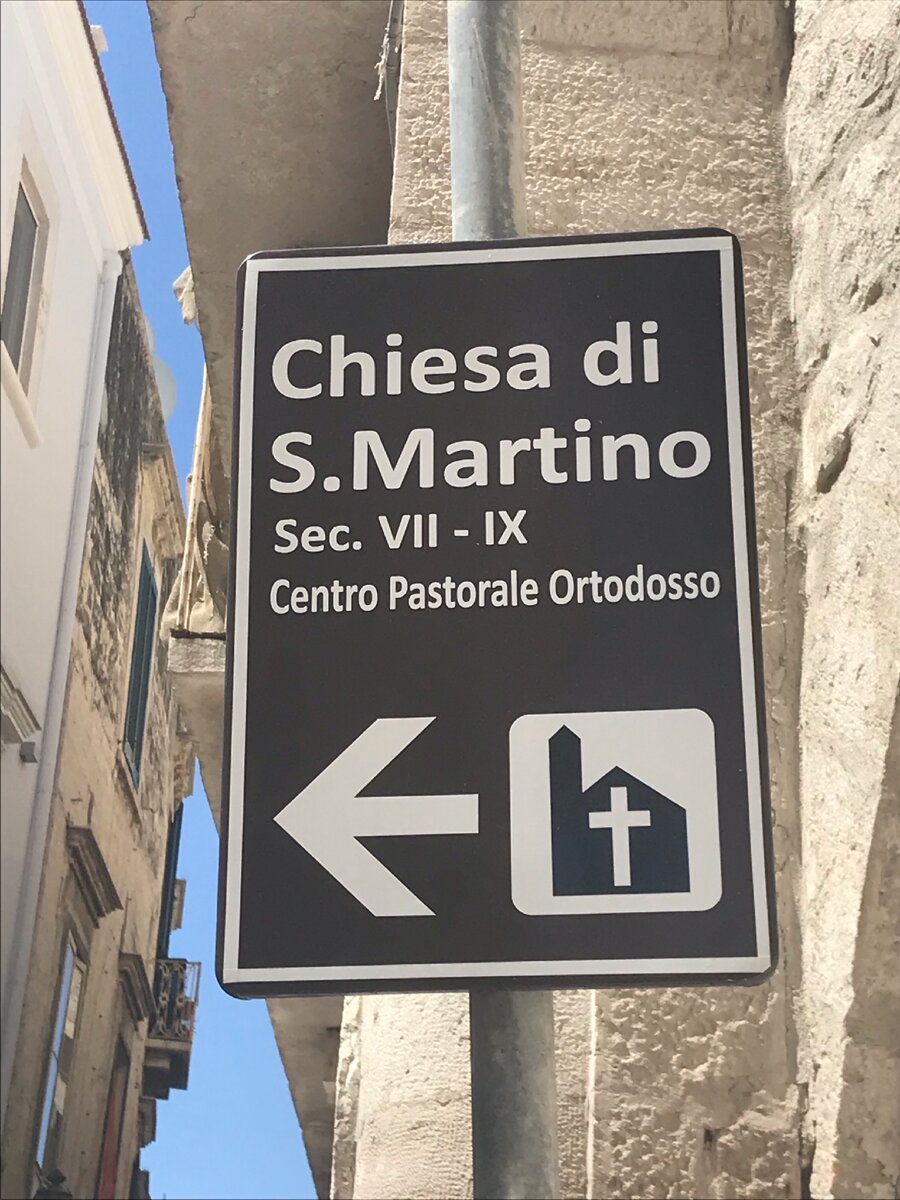 Chiesa di
S.Martino
Sec. VII - IX
Centro Pastorale Ortodosso